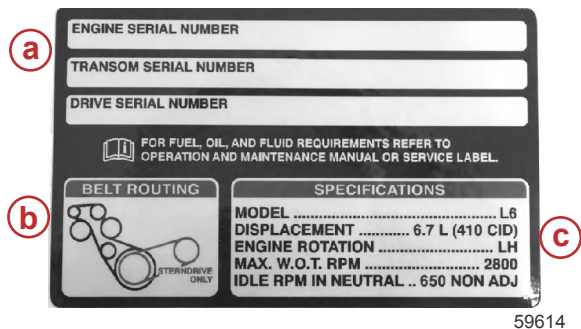 a
ENGINE SERIAL NUMBER
TRANSOM SERIAL NUMBER
DRIVE SERIAL NUMBER
FOR FUEL, OIL, AND FLUID REQUIREMENTS REFER TO
OPERATION AND MAINTENANCE MANUAL OR SERVICE LABEL.
b
BELT ROUTING
STERNDRIVE
ONLY
SPECIFICATIONS
MODEL ................................................ L6
DISPLACEMENT ............ 6.7 L (410 CID)
ENGINE ROTATION ............................ LH
MAX. W.O.T. RPM ........................... 2800
IDLE RPM IN NEUTRAL .. 650 NON ADJ
c
59614